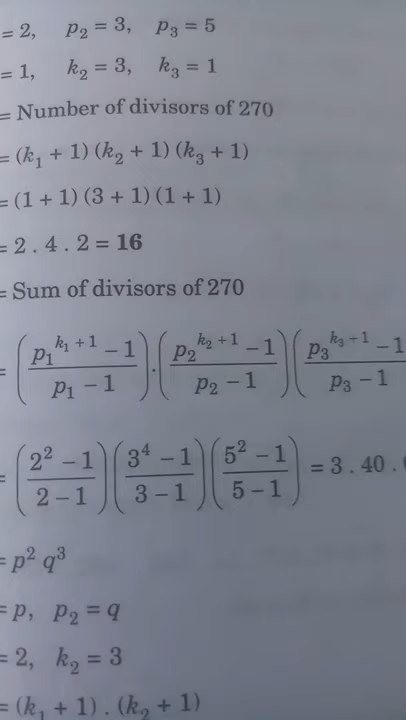 = 2, p₂ = 3, p₃ = 5
= 1, k₂ = 3, k₃ = 1
= Number of divisors of 270
= (k₁ + 1) (k₂ + 1) (k₃ + 1)
= (1 + 1) (3 + 1) (1 + 1)
= 2 . 4 . 2 = 16
= Sum of divisors of 270
= ((p₁^(k₁ + 1) − 1)/(p₁ − 1)) . ((p₂^(k₂ + 1) − 1)/(p₂ − 1)) ((p₃^(k₃ + 1) − 1)/(p₃ − 1
= ((2² − 1)/(2 − 1)) ((3⁴ − 1)/(3 − 1)) ((5² − 1)/(5 − 1)) = 3 . 40 .
= p² q³
= p, p₂ = q
= 2, k₂ = 3
= (k₁ + 1) . (k₂ + 1)